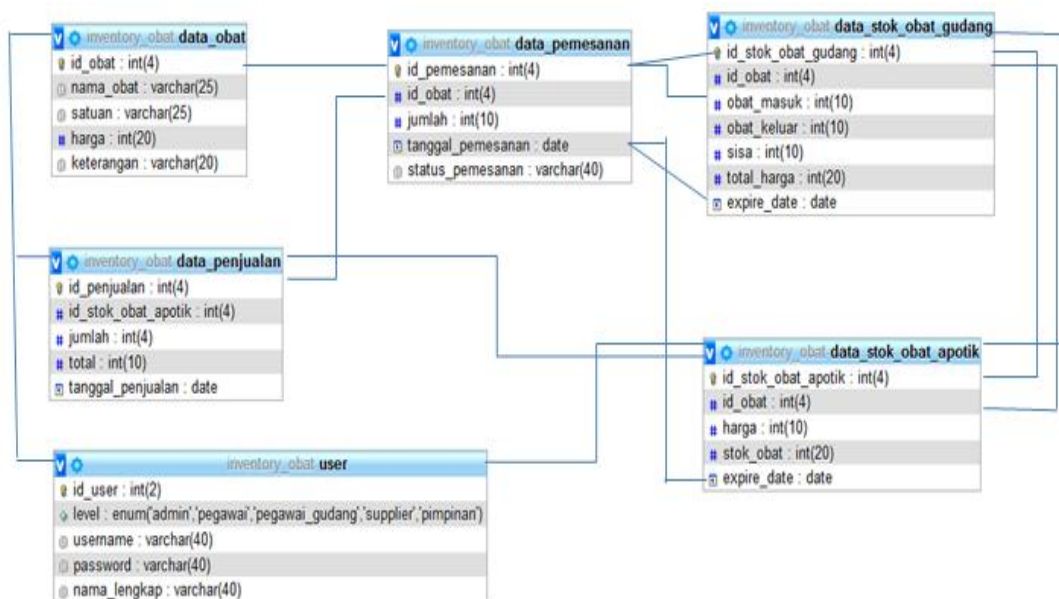 inventory_obat data_obat
id_obat : int(4)
nama_obat : varchar(25)
satuan : varchar(25)
harga : int(20)
keterangan : varchar(20)
inventory_obat data_pemesanan
id_pemesanan : int(4)
id_obat : int(4)
jumlah : int(10)
tanggal_pemesanan : date
status_pemesanan : varchar(40)
inventory_obat data_stok_obat_gudang
id_stok_obat_gudang : int(4)
id_obat : int(4)
obat_masuk : int(10)
obat_keluar : int(10)
sisa : int(10)
total_harga : int(20)
expire_date : date
inventory_obat data_penjualan
id_penjualan : int(4)
id_stok_obat_apotik : int(4)
jumlah : int(4)
total : int(10)
tanggal_penjualan : date
inventory_obat data_stok_obat_apotik
id_stok_obat_apotik : int(4)
id_obat : int(4)
harga : int(10)
stok_obat : int(20)
expire_date : date
inventory_obat user
id_user : int(2)
level : enum('admin','pegawai','pegawai_gudang','supplier','pimpinan')
username : varchar(40)
password : varchar(40)
nama_lengkap : varchar(40)